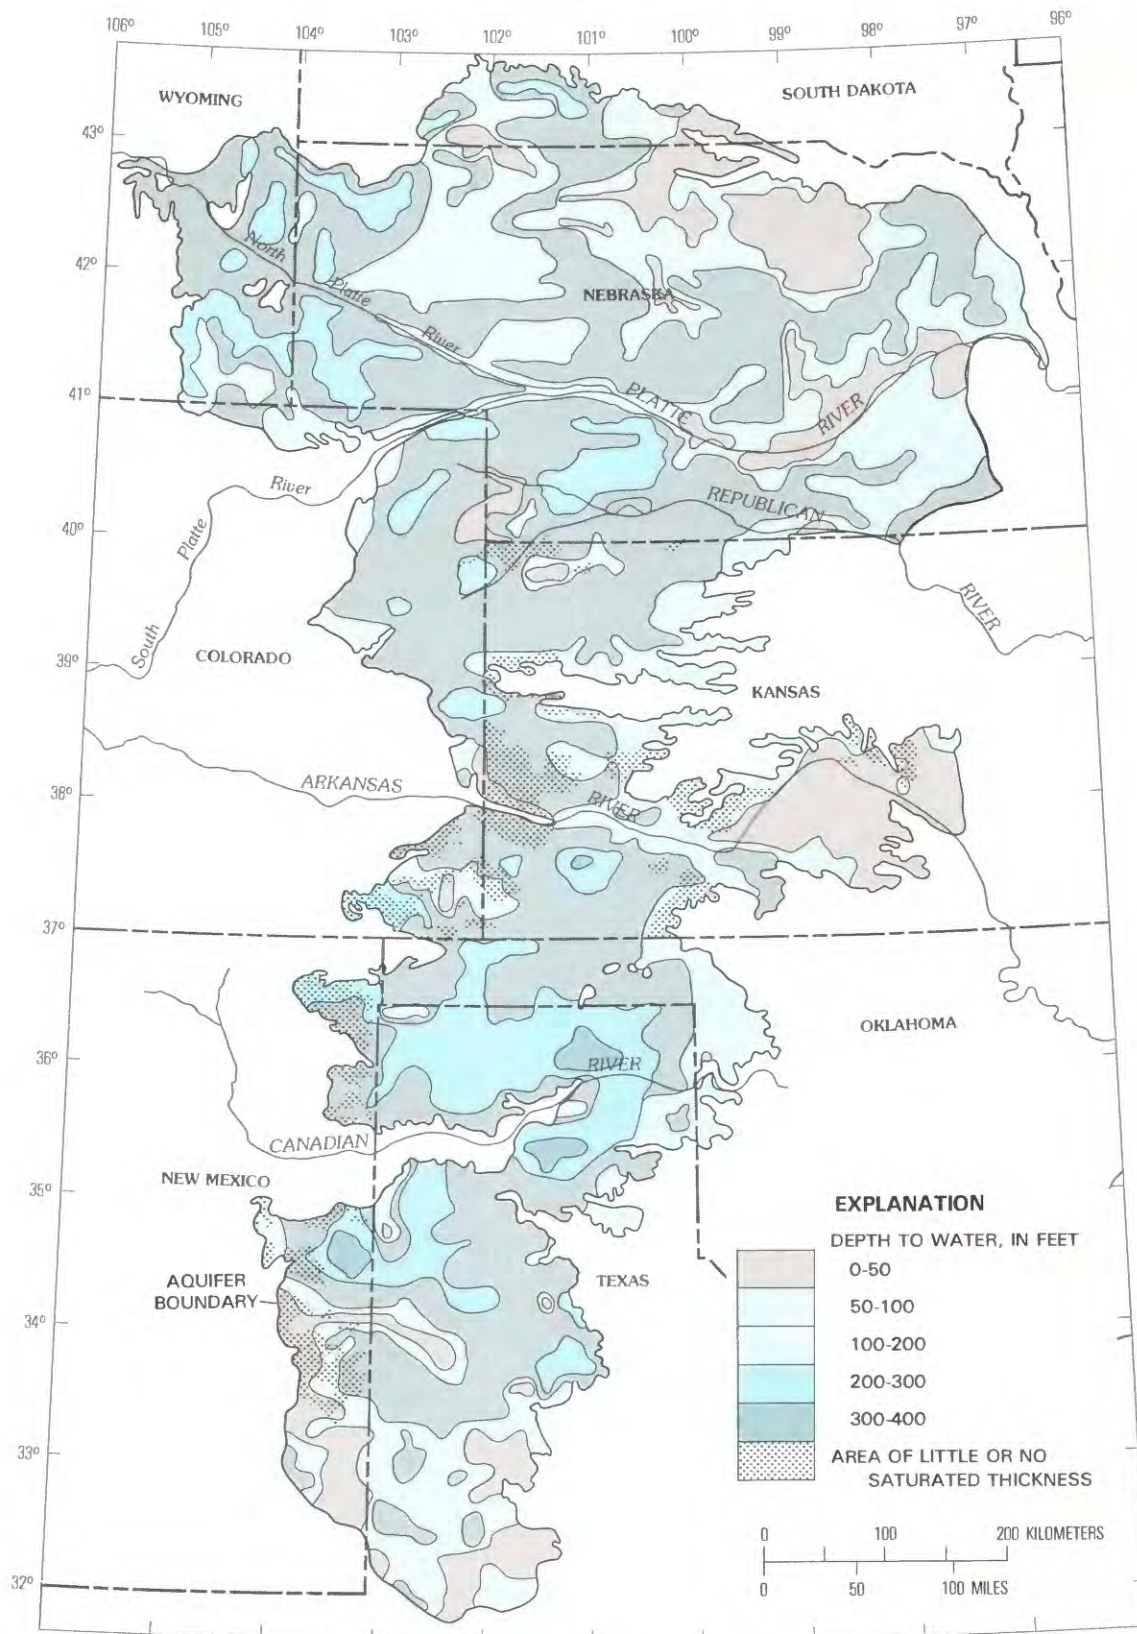 106° 105° 104° 103° 102° 101° 100° 99° 98° 97° 96°
WYOMING
SOUTH DAKOTA
43°
North
Platte
River
42°
NEBRASKA
41°
PLATTE
RIVER
River
Platte
South
REPUBLICAN
RIVER
40°
39°
COLORADO
KANSAS
ARKANSAS
RIVER
38°
37°
OKLAHOMA
36°
RIVER
CANADIAN
NEW MEXICO
35°
TEXAS
AQUIFER
BOUNDARY
34°
33°
32°
EXPLANATION
DEPTH TO WATER, IN FEET
0-50
50-100
100-200
200-300
300-400
AREA OF LITTLE OR NO
SATURATED THICKNESS
0 100 200 KILOMETERS
0 50 100 MILES